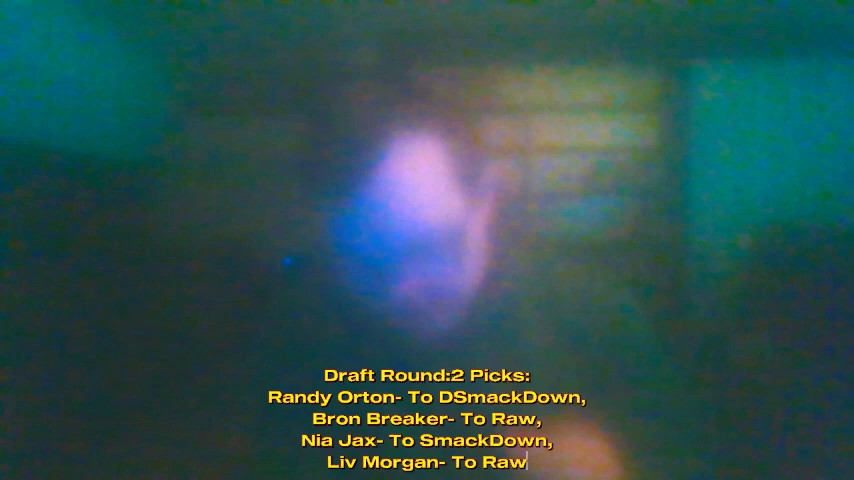 Draft Round:2 Picks:
Randy Orton- To DSmackDown,
Bron Breaker- To Raw,
Nia Jax- To SmackDown,
Liv Morgan- To Raw